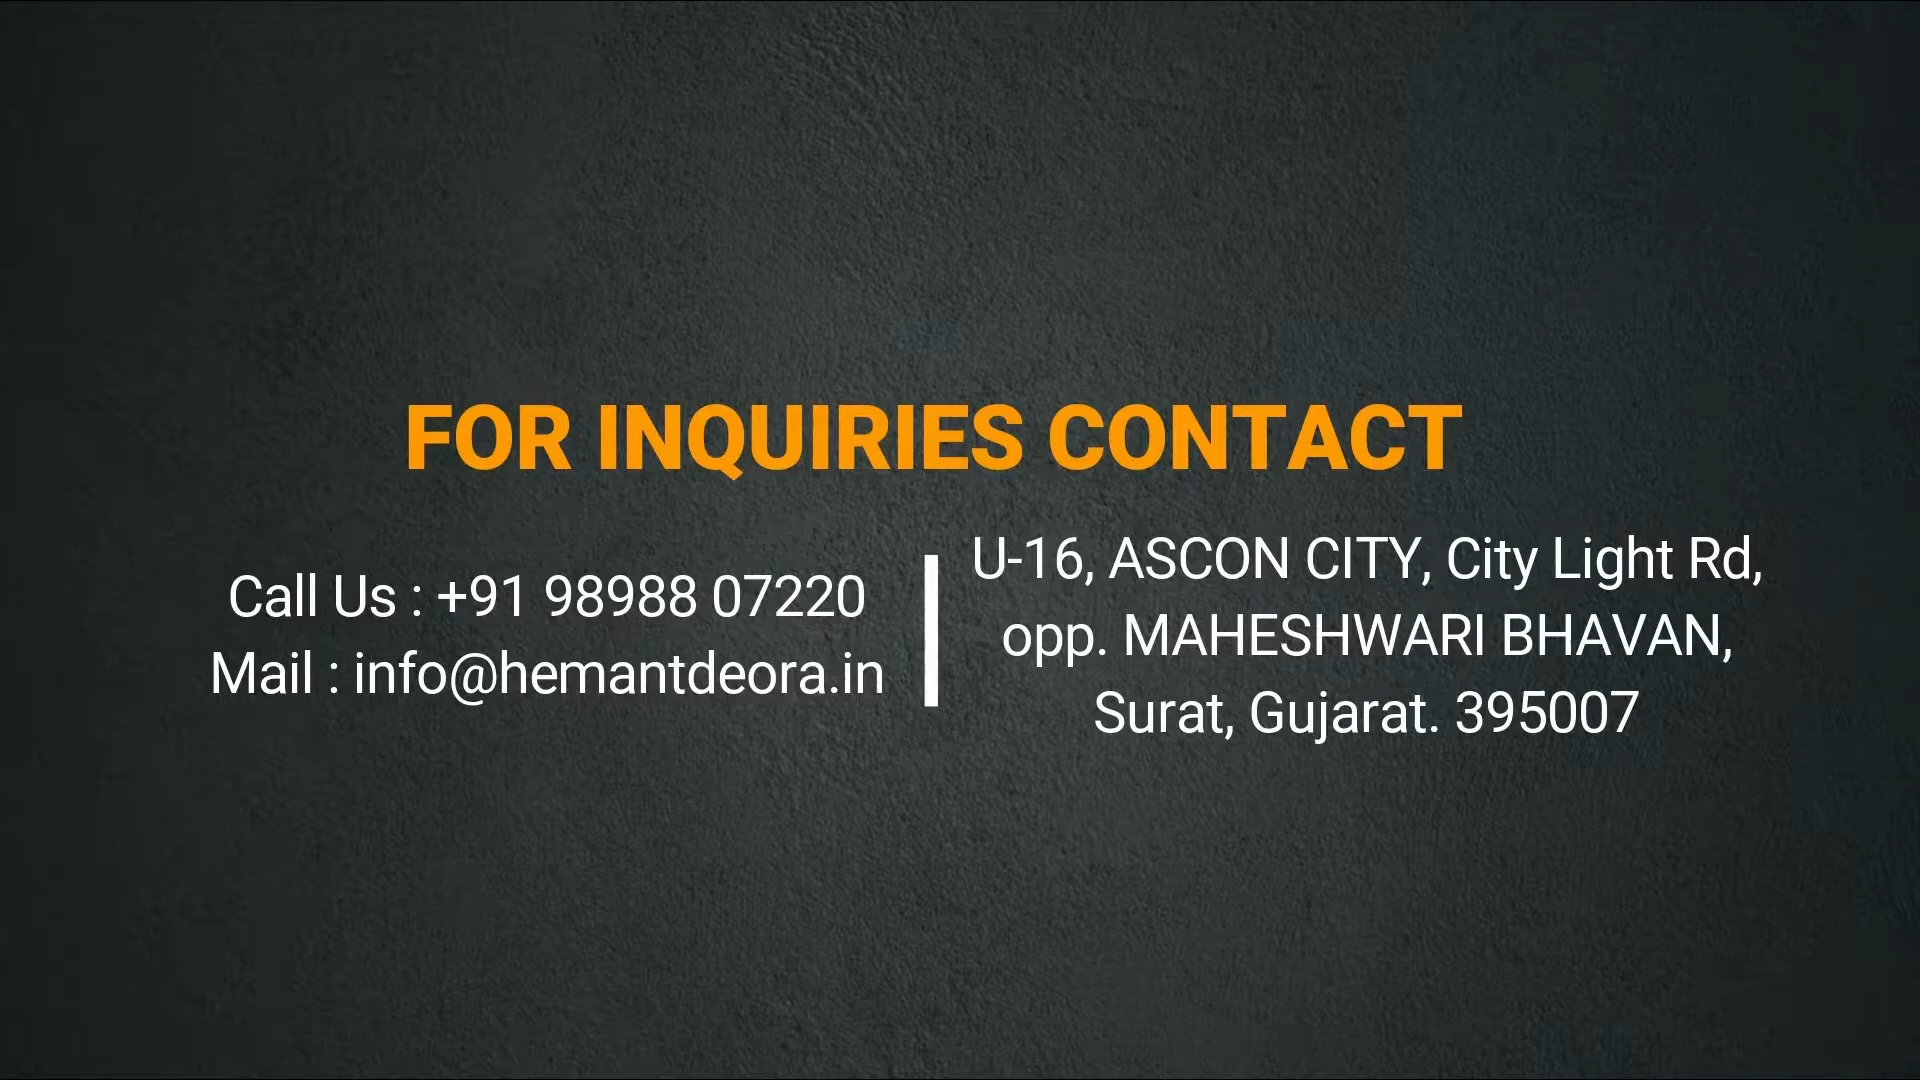 FOR INQUIRIES CONTACT
Call Us : +91 98988 07220
Mail : info@hemantdeora.in
U-16, ASCON CITY, City Light Rd,
opp. MAHESHWARI BHAVAN,
Surat, Gujarat. 395007